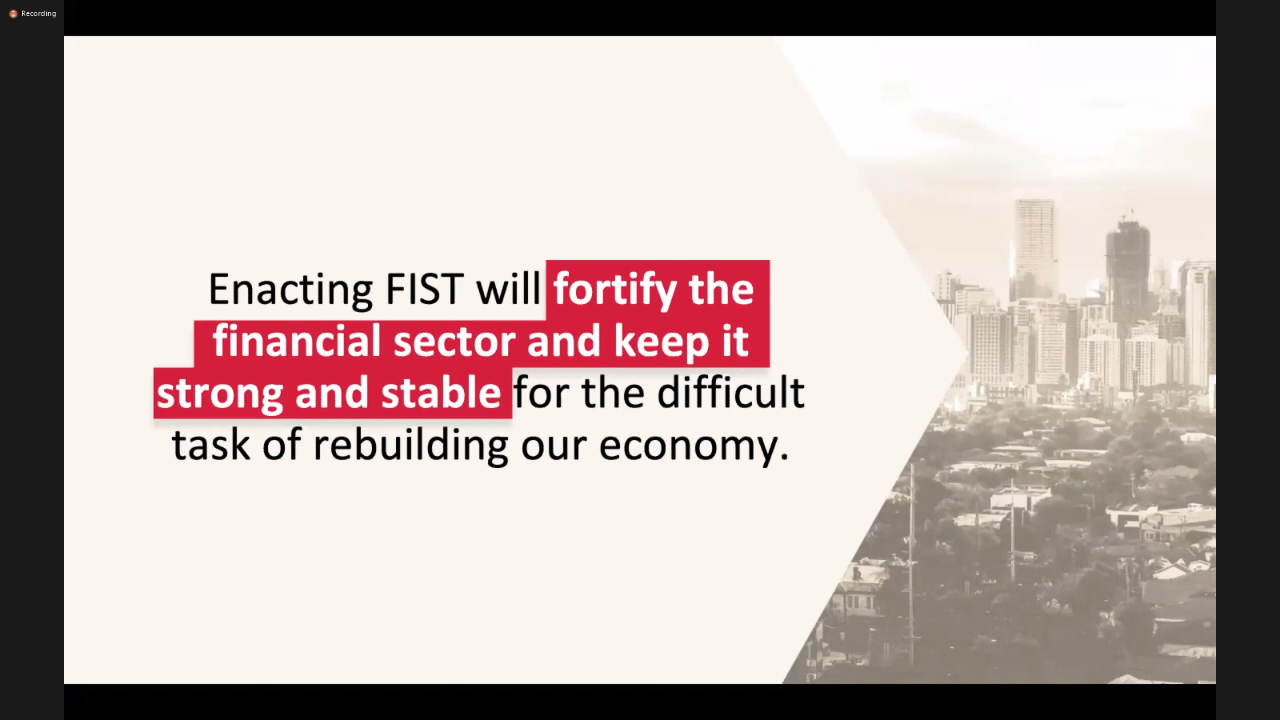 Recording
Enacting FIST will fortify the
financial sector and keep it
strong and stable for the difficult
task of rebuilding our economy.